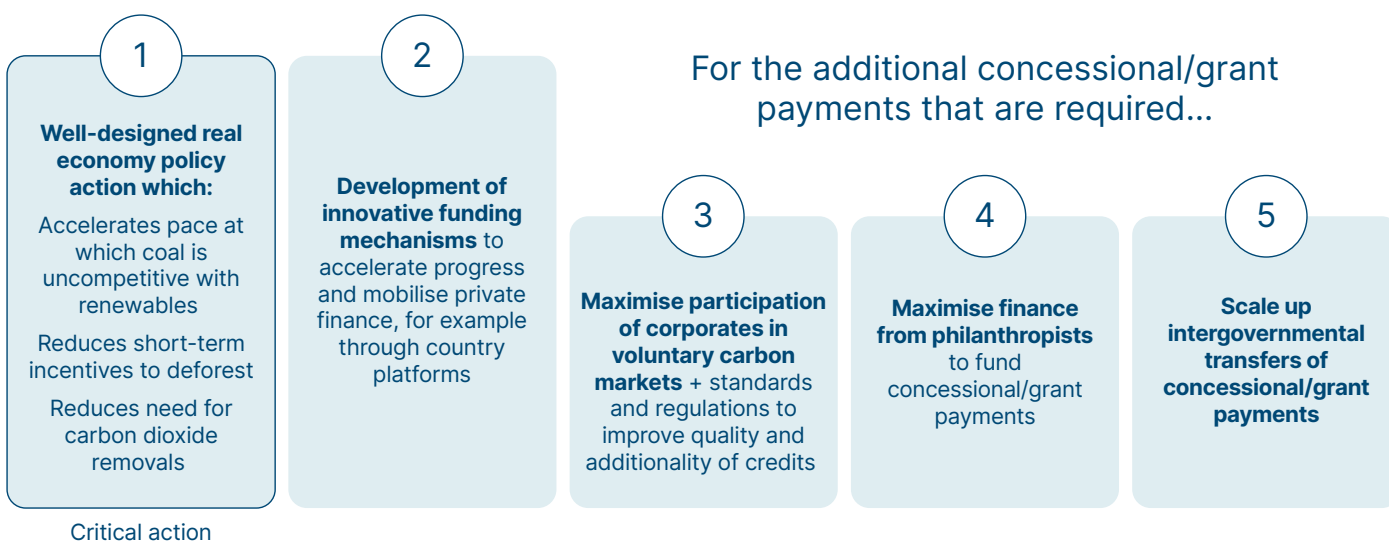 1
Well-designed real
economy policy
action which:
Accelerates pace at
which coal is
uncompetitive with
renewables
Reduces short-term
incentives to deforest
Reduces need for
carbon dioxide
removals
Critical action
2
Development of
innovative funding
mechanisms to
accelerate progress
and mobilise private
finance, for example
through country
platforms
For the additional concessional/grant
payments that are required...
3
Maximise participation
of corporates in
voluntary carbon
markets + standards
and regulations to
improve quality and
additionality of credits
4
Maximise finance
from philanthropists
to fund
concessional/grant
payments
5
Scale up
intergovernmental
transfers of
concessional/grant
payments